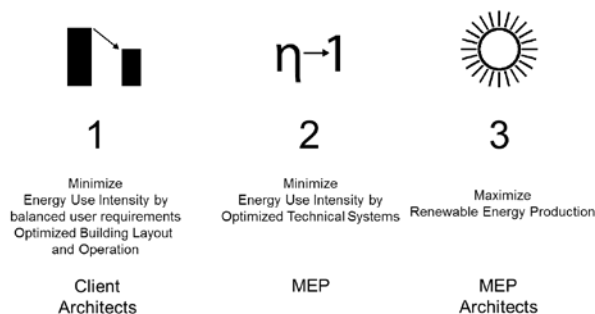 η→1
1
Minimize
Energy Use Intensity by
balanced user requirements
Optimized Building Layout
and Operation
Client
Architects
2
Minimize
Energy Use Intensity by
Optimized Technical Systems
MEP
3
Maximize
Renewable Energy Production
MEP
Architects